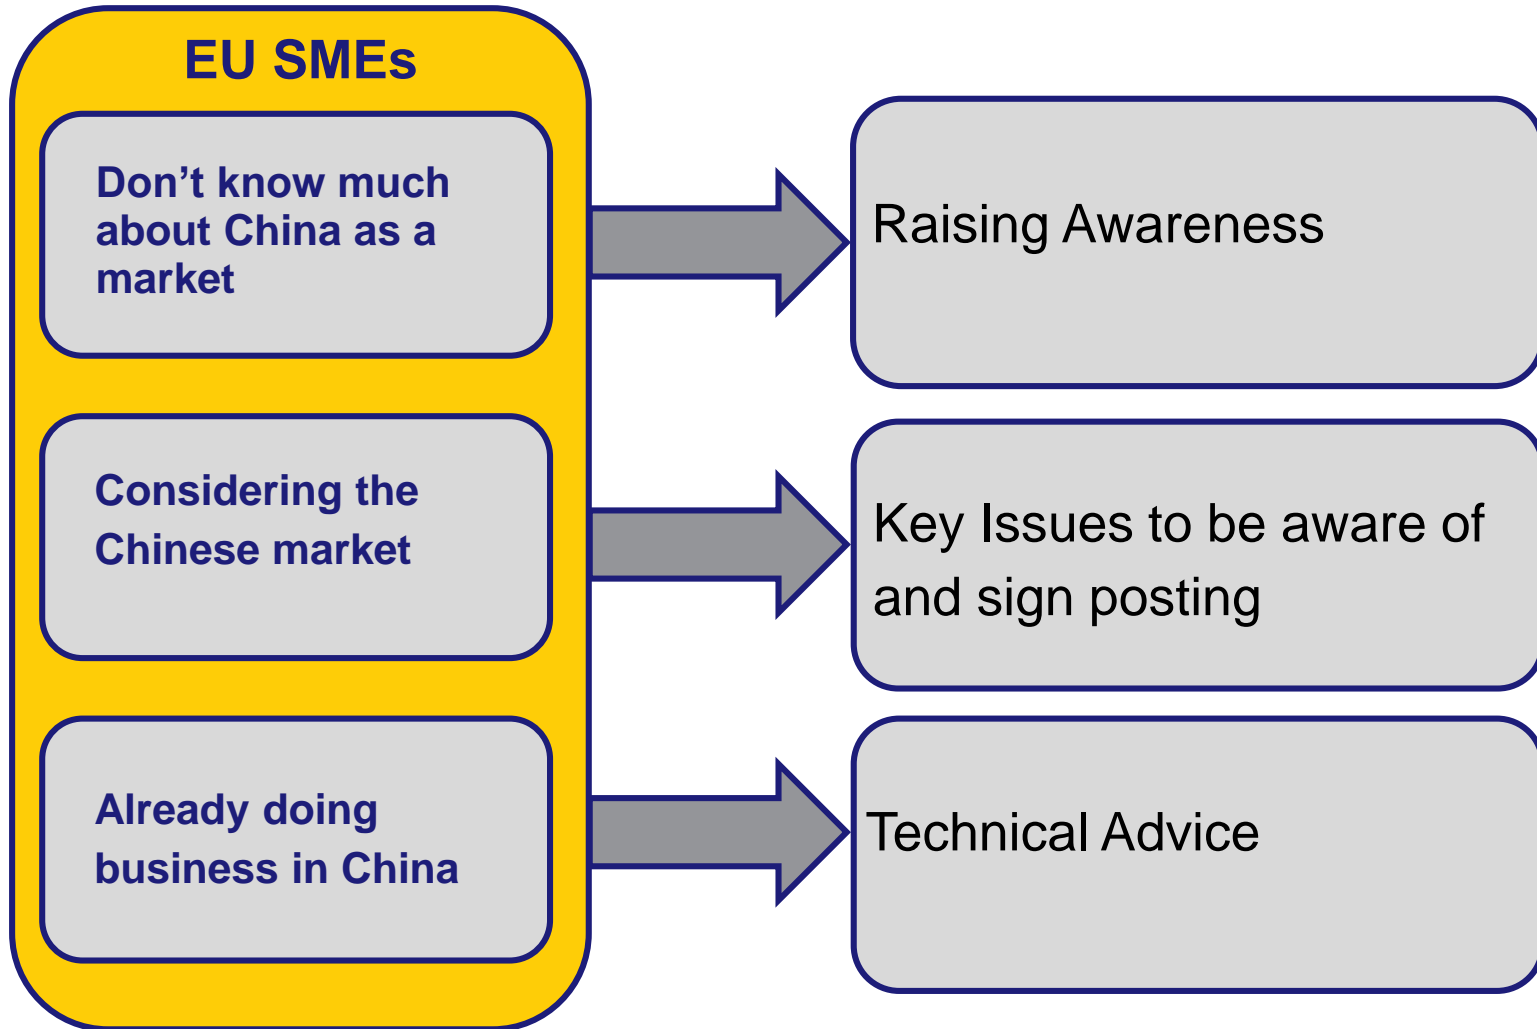 EU SMEs
Don’t know much
about China as a
market
Raising Awareness
Considering the
Chinese market
Key Issues to be aware of
and sign posting
Already doing
business in China
Technical Advice